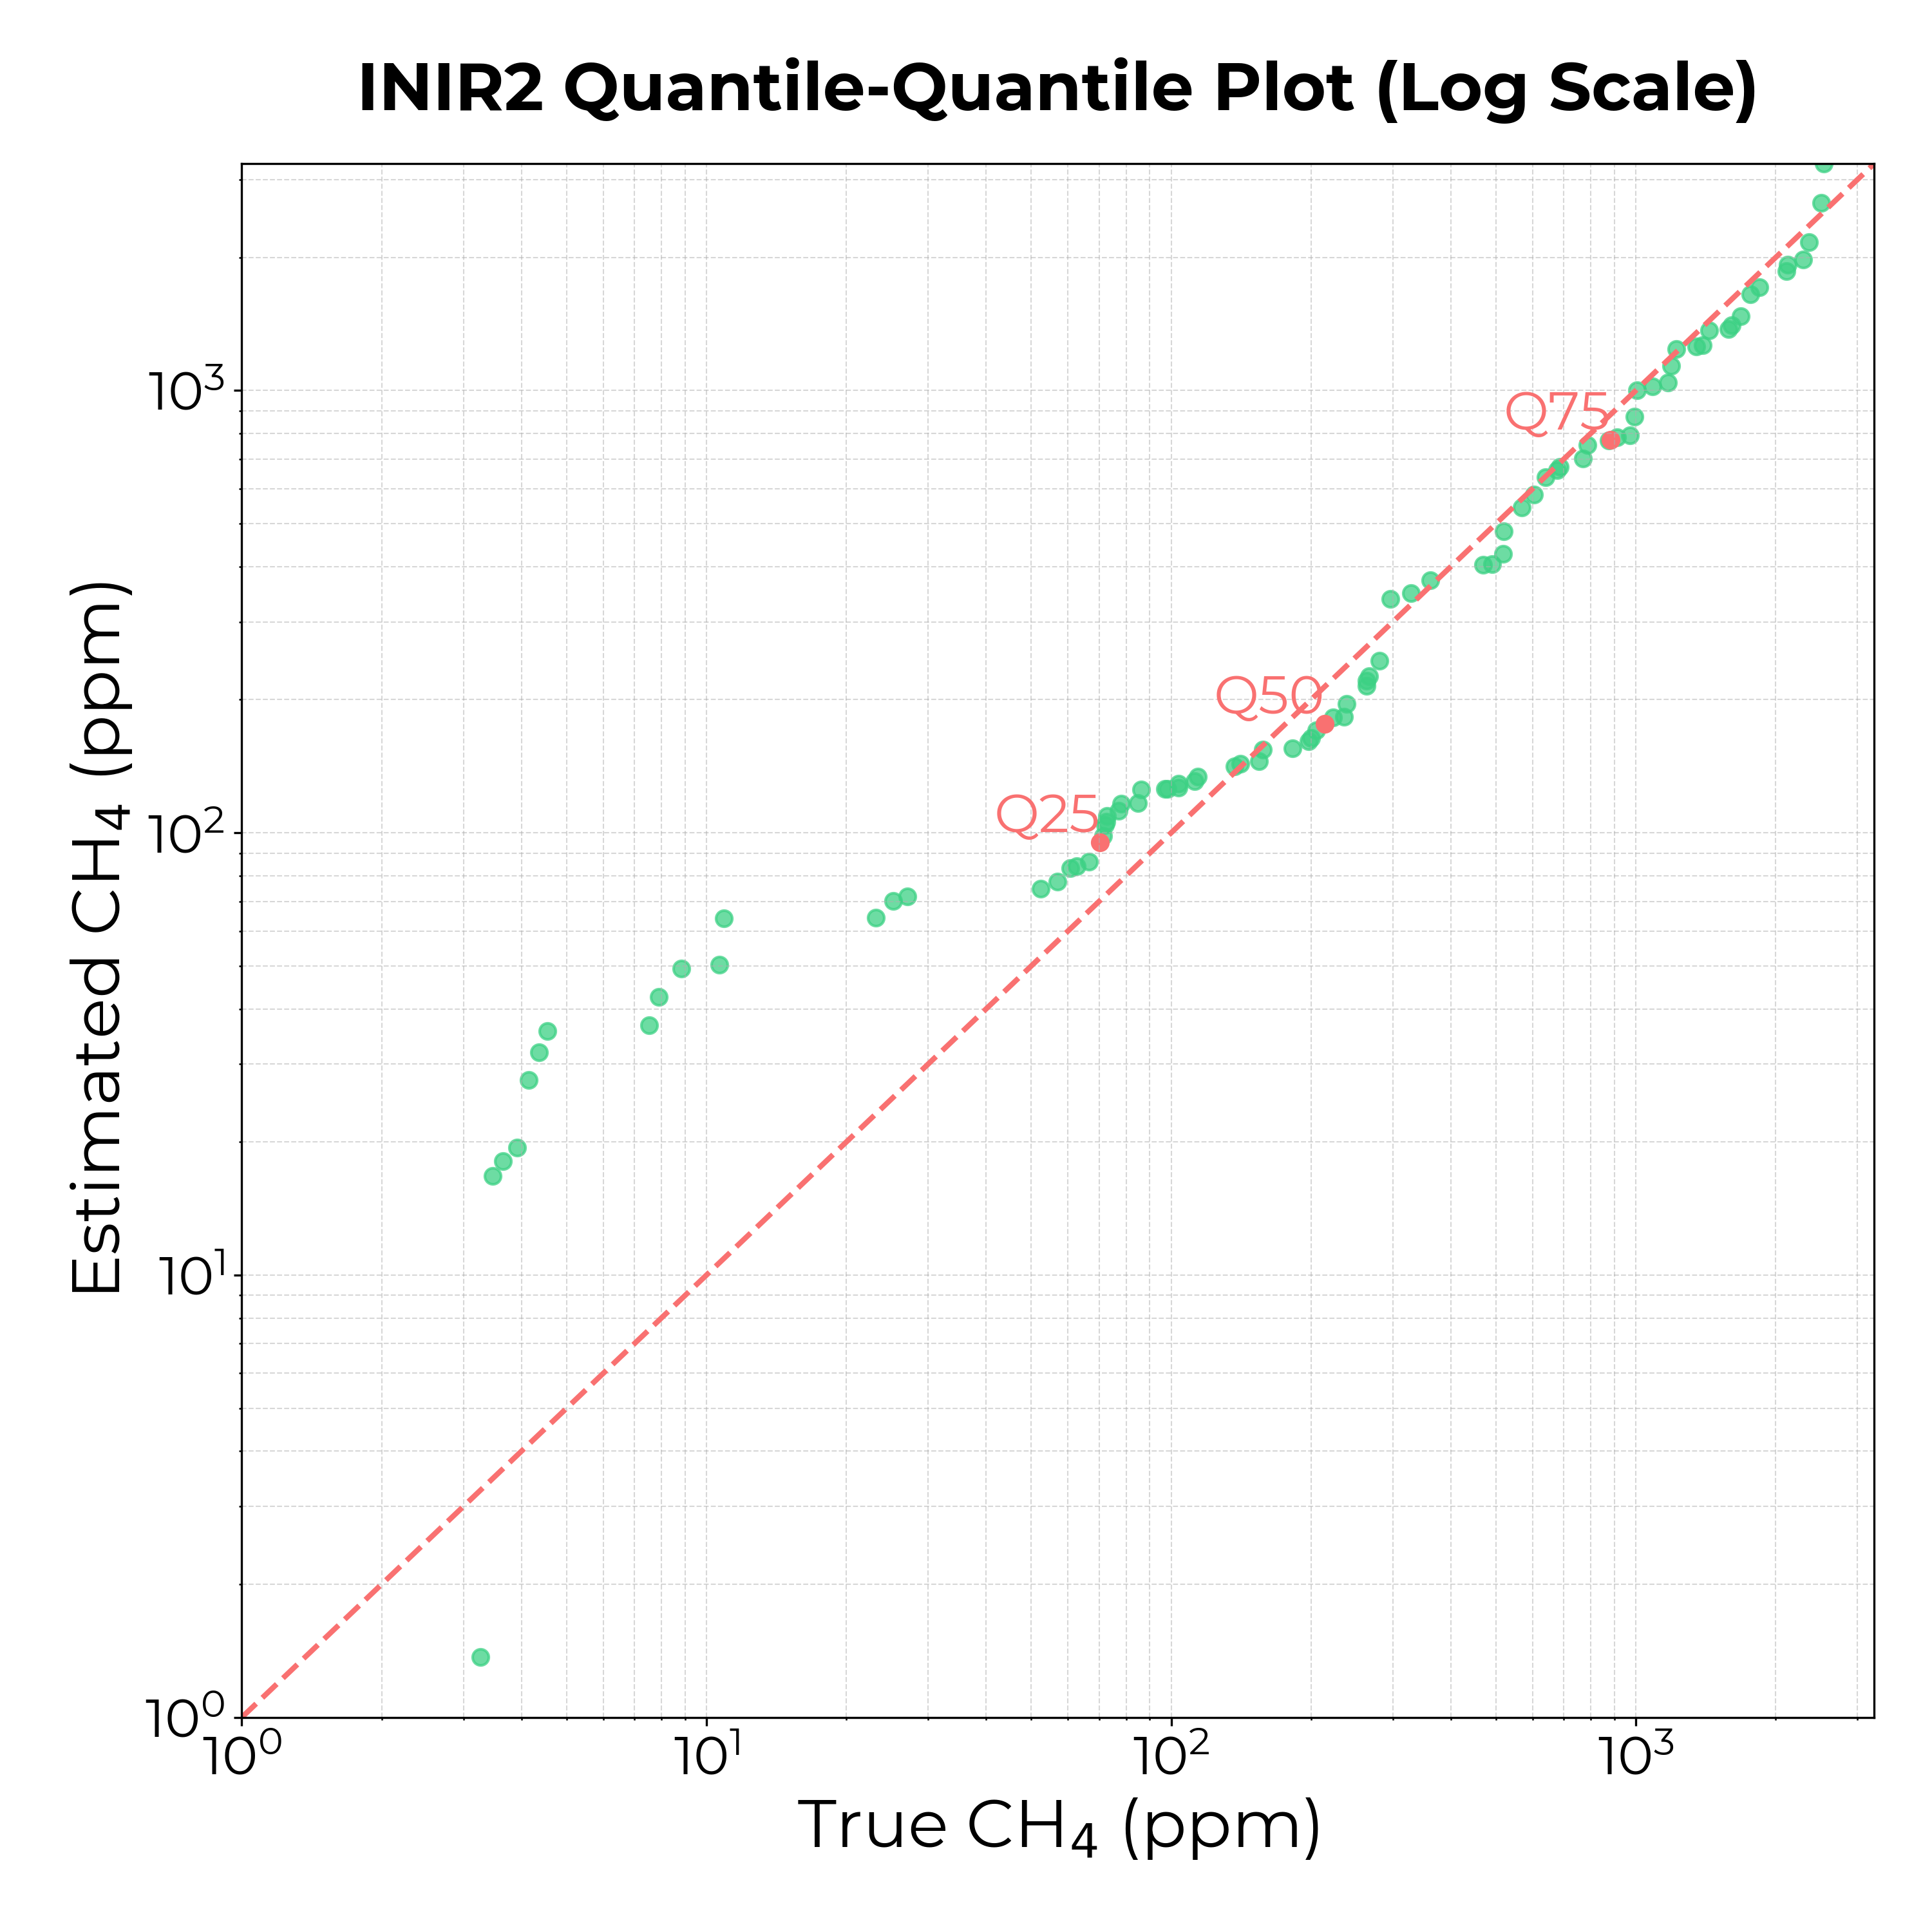 INIR2 Quantile-Quantile Plot (Log Scale)
Estimated CH₄ (ppm)
10³
10²
10¹
10⁰
Q75
Q50
Q25
10⁰ 10¹ 10² 10³
True CH₄ (ppm)